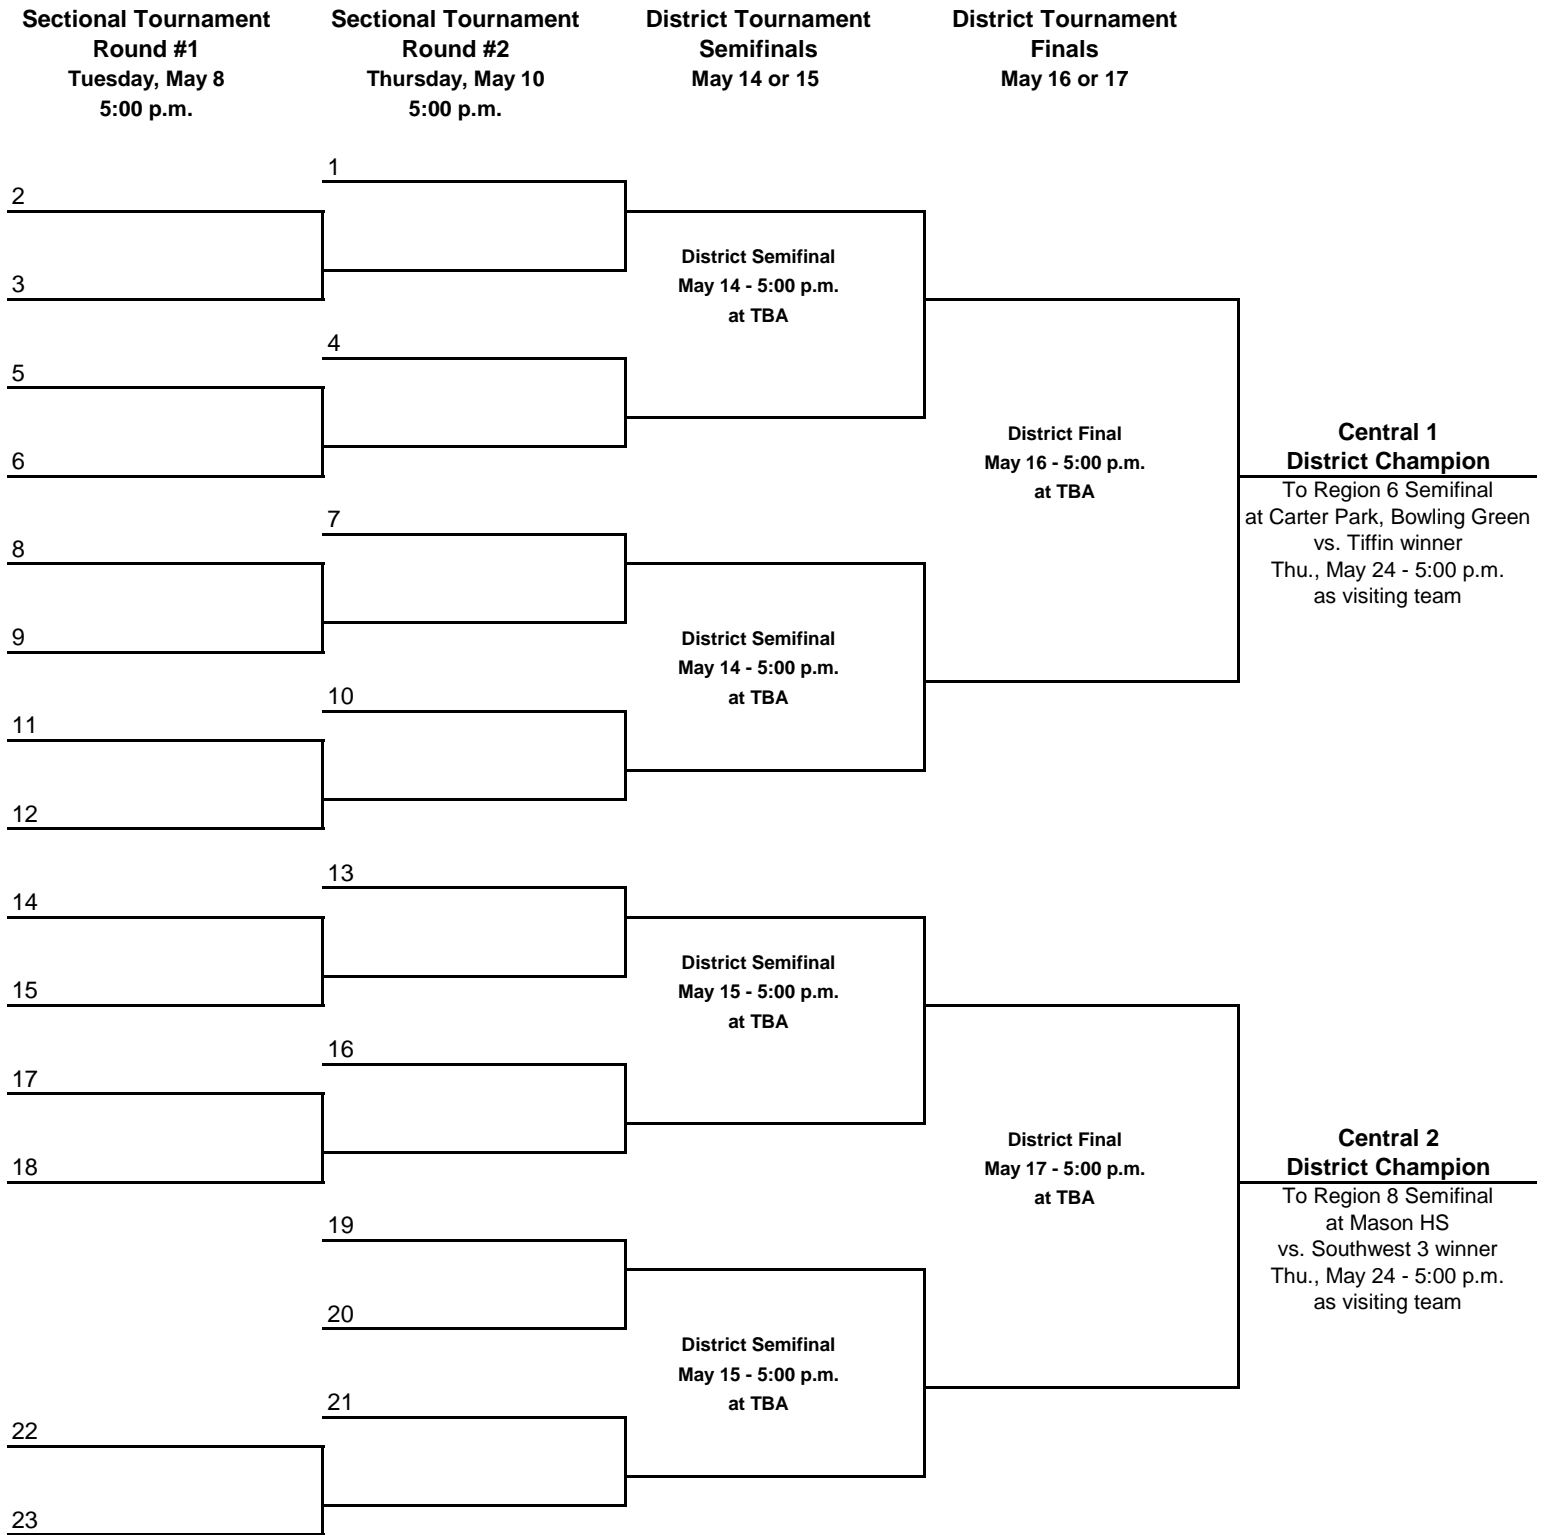 Sectional Tournament
Round #1
Tuesday, May 8
5:00 p.m.
Sectional Tournament
Round #2
Thursday, May 10
5:00 p.m.
District Tournament
Semifinals
May 14 or 15
District Tournament
Finals
May 16 or 17
1
2
3
4
5
6
7
8
9
10
11
12
13
14
15
16
17
18
19
20
21
22
23
District Semifinal
May 14 - 5:00 p.m.
at TBA
District Semifinal
May 14 - 5:00 p.m.
at TBA
District Semifinal
May 15 - 5:00 p.m.
at TBA
District Semifinal
May 15 - 5:00 p.m.
at TBA
District Final
May 16 - 5:00 p.m.
at TBA
District Final
May 17 - 5:00 p.m.
at TBA
Central 1
District Champion
To Region 6 Semifinal
at Carter Park, Bowling Green
vs. Tiffin winner
Thu., May 24 - 5:00 p.m.
as visiting team
Central 2
District Champion
To Region 8 Semifinal
at Mason HS
vs. Southwest 3 winner
Thu., May 24 - 5:00 p.m.
as visiting team